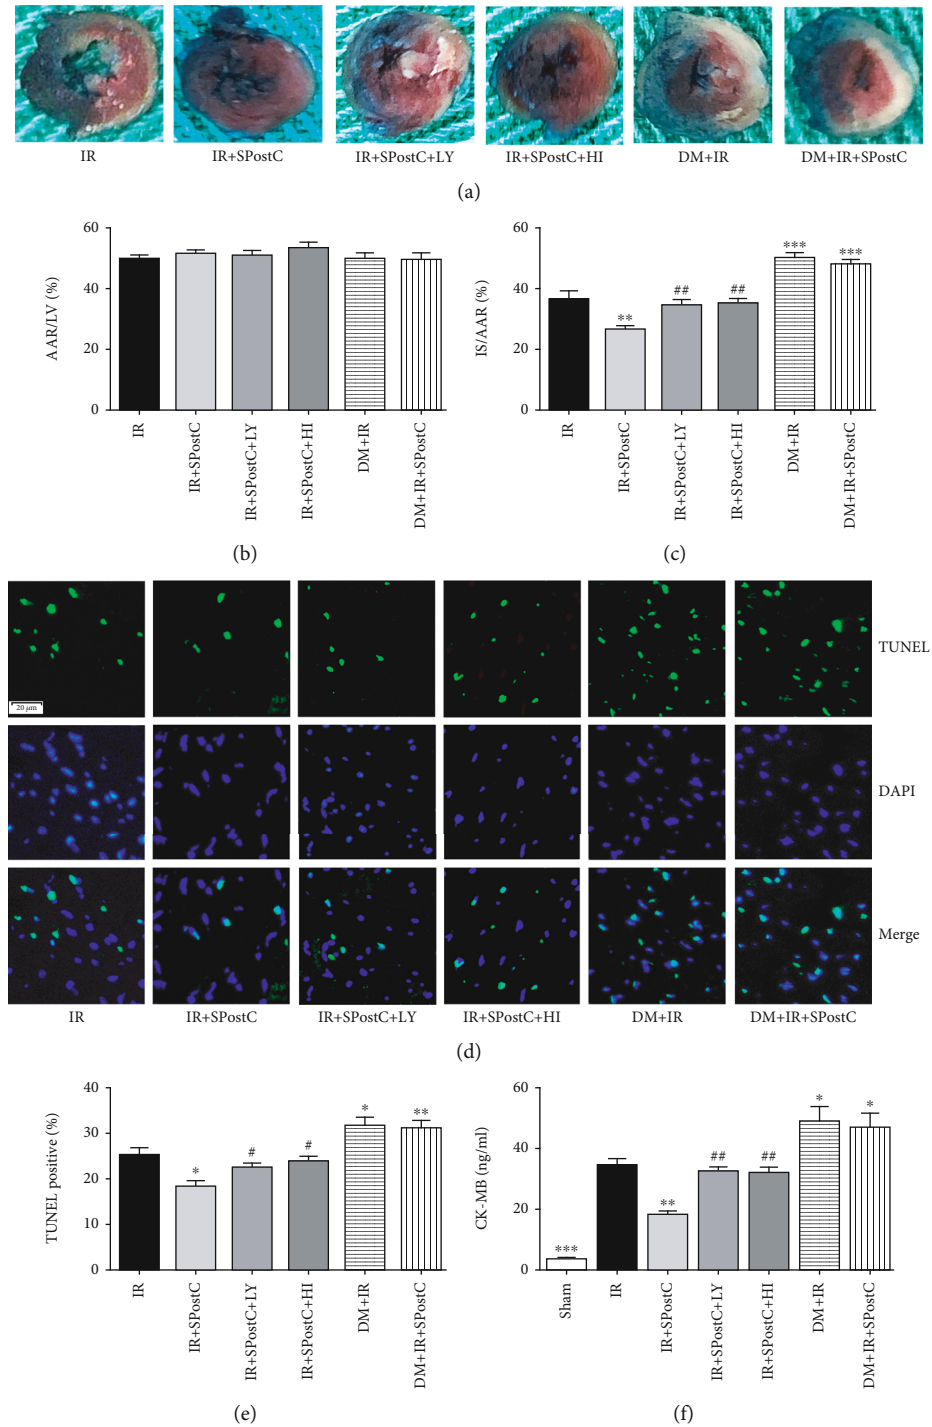 IR IR+SPostC IR+SPostC+LY IR+SPostC+HI DM+IR DM+IR+SPostC
(a)
AAR/LV (%)
60
40
20
0
IR
IR+SPostC
IR+SPostC+LY
IR+SPostC+HI
DM+IR
DM+IR+SPostC
(b)
IS/AAR (%)
60
40
20
0
**
##
##
***
***
IR
IR+SPostC
IR+SPostC+LY
IR+SPostC+HI
DM+IR
DM+IR+SPostC
(c)
20 μm
TUNEL
DAPI
Merge
IR IR+SPostC IR+SPostC+LY IR+SPostC+HI DM+IR DM+IR+SPostC
(d)
TUNEL positive (%)
40
30
20
10
0
*
#
#
*
**
IR
IR+SPostC
IR+SPostC+LY
IR+SPostC+HI
DM+IR
DM+IR+SPostC
(e)
CK-MB (ng/ml)
60
40
20
0
***
**
##
##
*
*
Sham
IR
IR+SPostC
IR+SPostC+LY
IR+SPostC+HI
DM+IR
DM+IR+SPostC
(f)